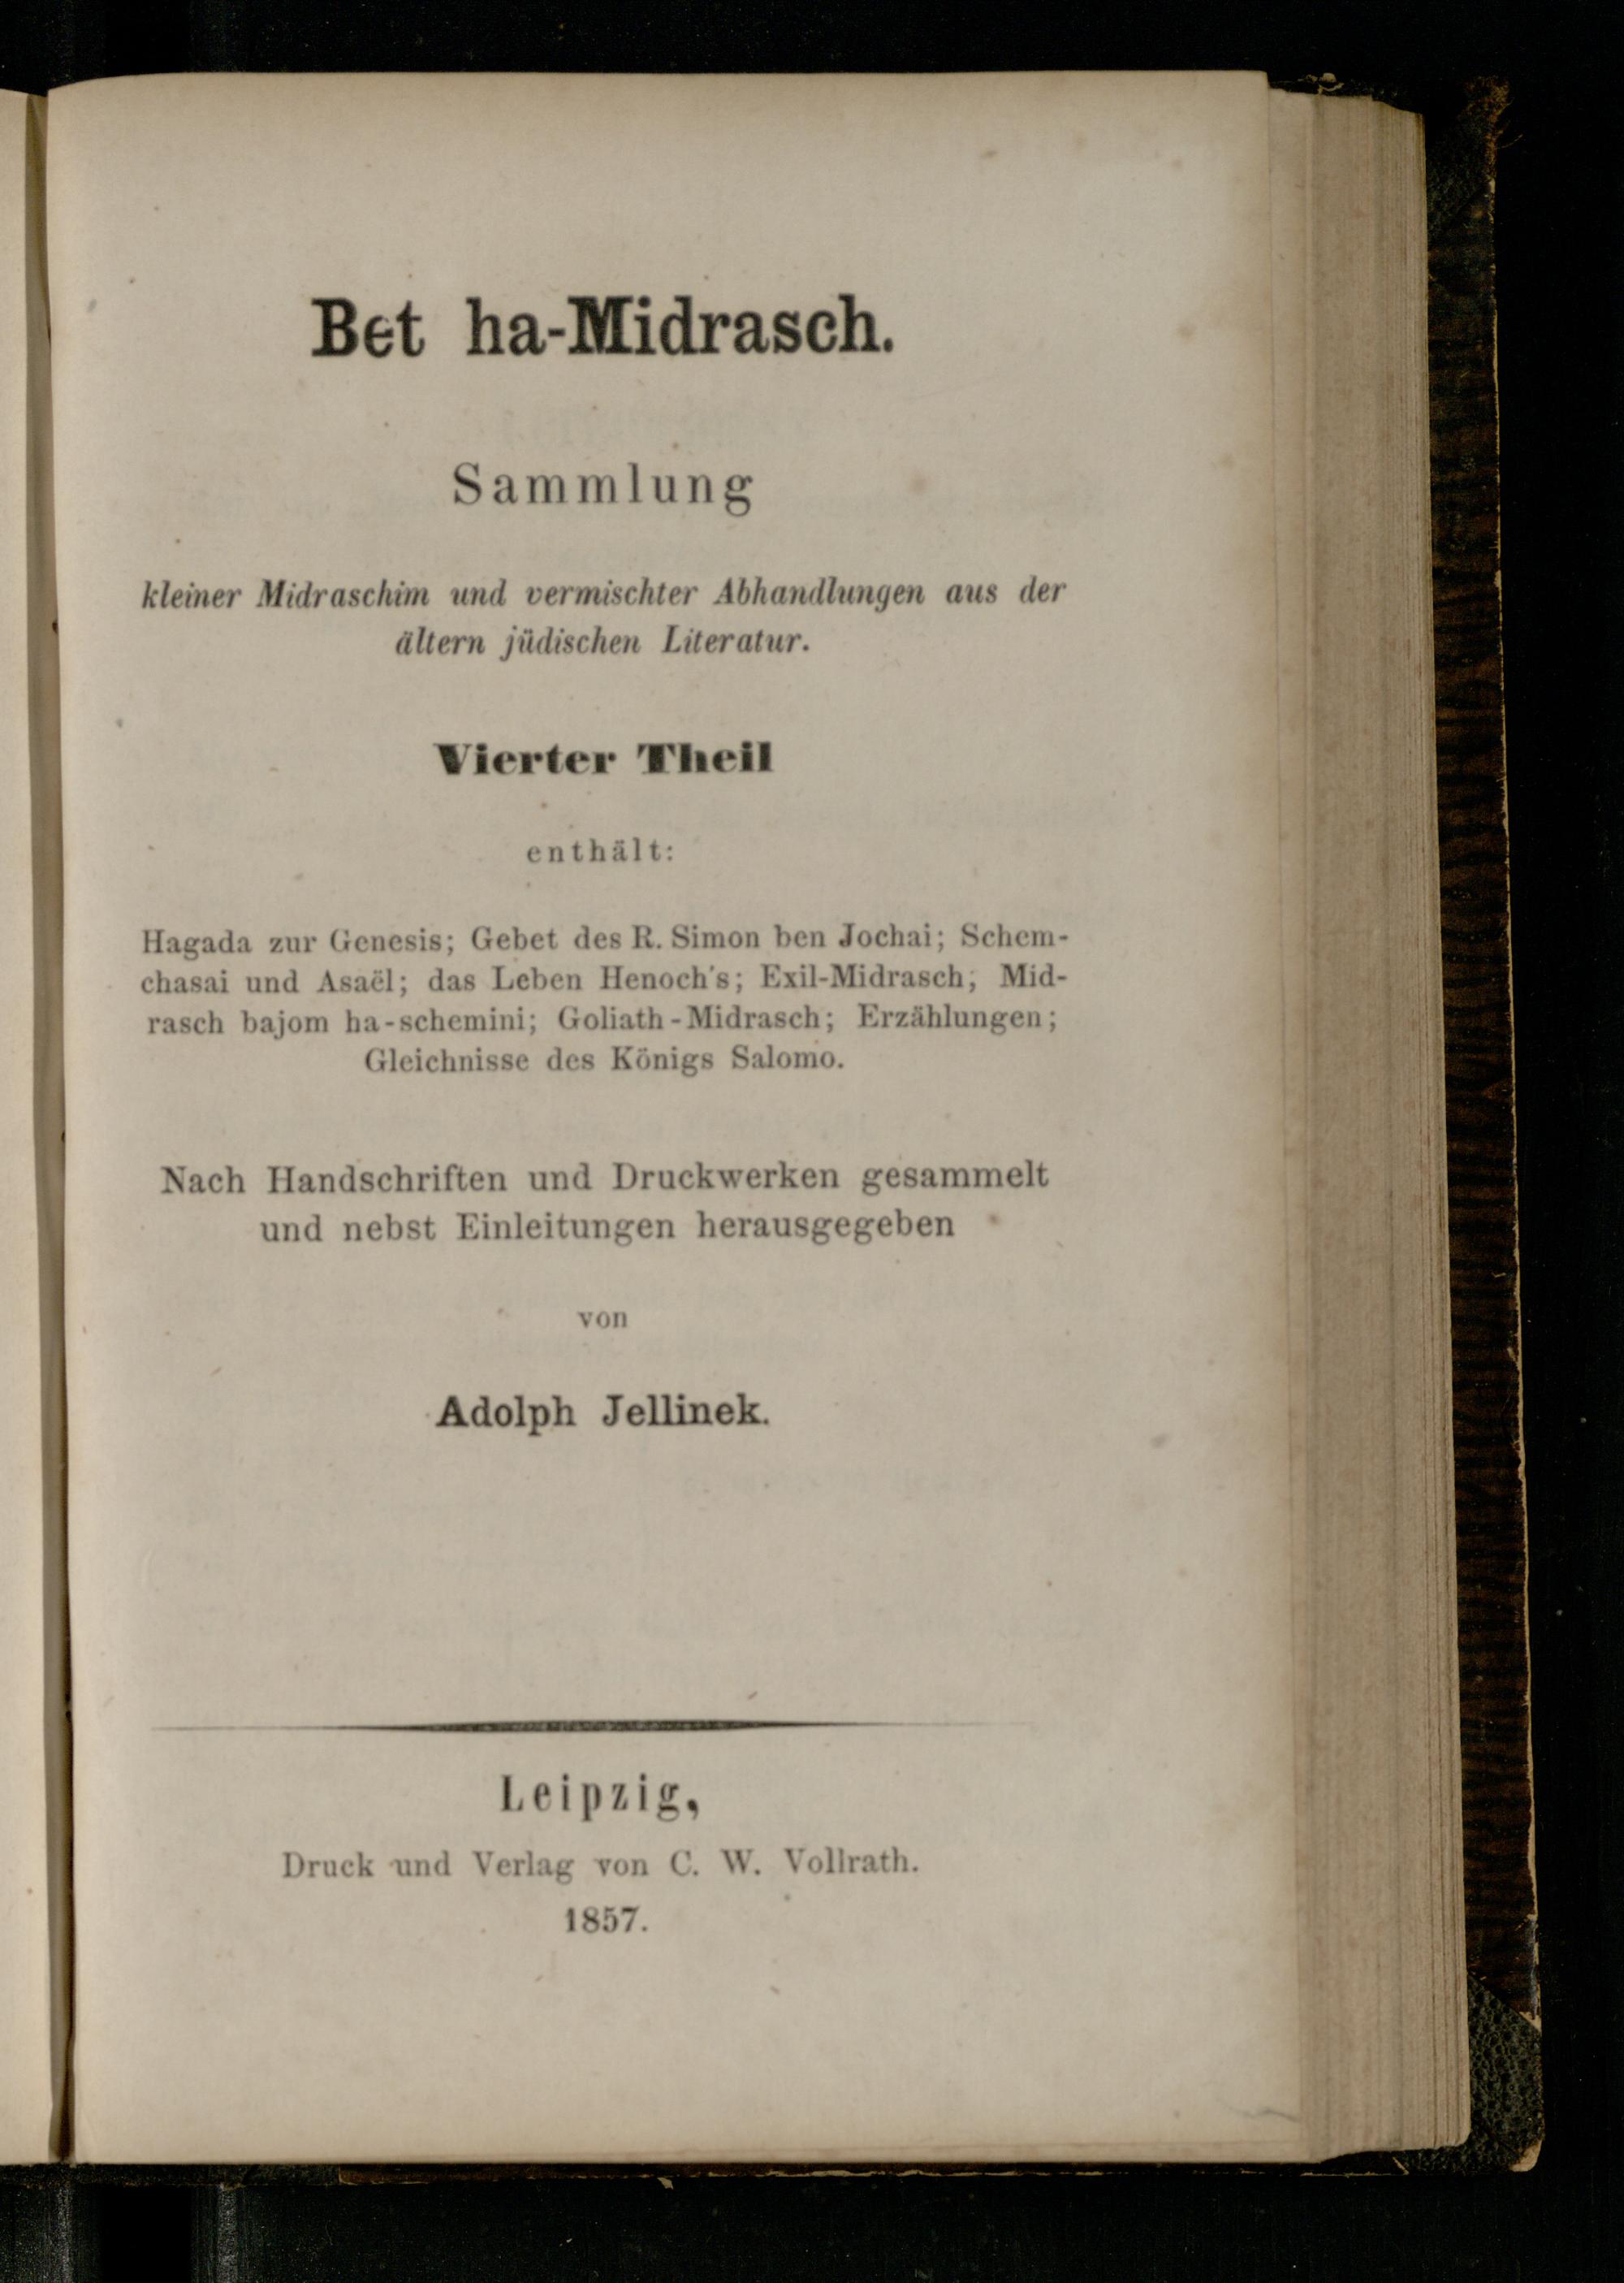 Bet ha-Midrasch.
Sammlung
kleiner Midraschim und vermischter Abhandlungen aus der
ältern jüdischen Literatur.
Vierter Theil
enthält:
Hagada zur Genesis; Gebet des R. Simon ben Jochai; Schem-
chasai und Asaël; das Leben Henoch's; Exil-Midrasch; Mid-
rasch bajom ha-schemini; Goliath-Midrasch; Erzählungen;
Gleichnisse des Königs Salomo.
Nach Handschriften und Druckwerken gesammelt
und nebst Einleitungen herausgegeben
von
Adolph Jellinek.
Leipzig,
Druck und Verlag von C. W. Vollrath.
1857.